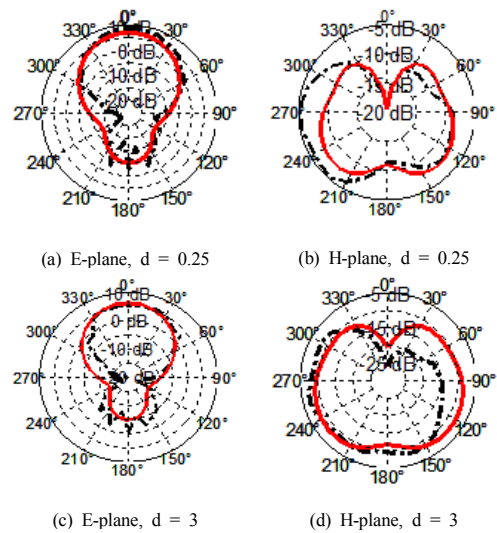 0°
330° 10 dB 30°
0 dB
300° -10 dB 60°
-20 dB
270° 90°
240° 120°
210° 150°
180°
(a) E-plane, d = 0.25
0°
330° -5 dB 30°
-10 dB
300° 60°
-15 dB
270° -20 dB 90°
240° 120°
210° 150°
180°
(b) H-plane, d = 0.25
0°
330° 10 dB 30°
0 dB
300° 60°
-10 dB
270° 90°
240° 120°
210° 150°
180°
(c) E-plane, d = 3
0°
330° -5 dB 30°
-15 dB
300° 60°
-25 dB
270° 90°
240° 120°
210° 150°
180°
(d) H-plane, d = 3